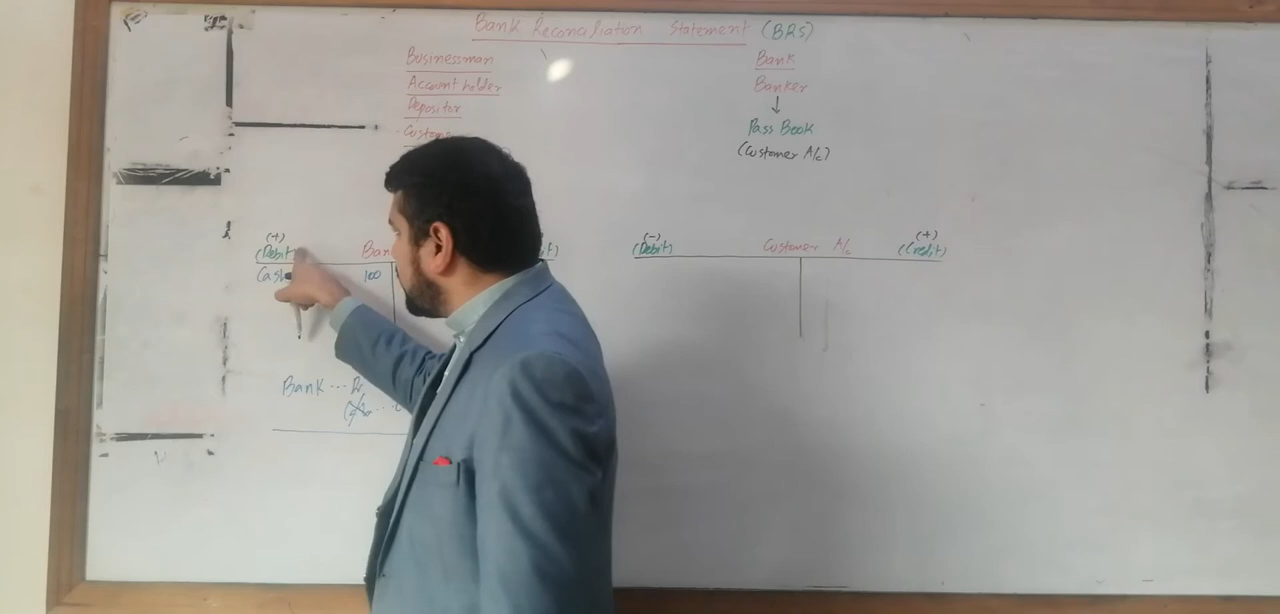 Bank Reconciliation Statement (BRS)
Businessman
Account holder
Depositor
Bank
Banker
↓
Pass Book
(Customer A/c)
(+)
(Debit)
100
(-)
(Debit)
Customer A/c
(+)
(Credit)
Bank ... Dr